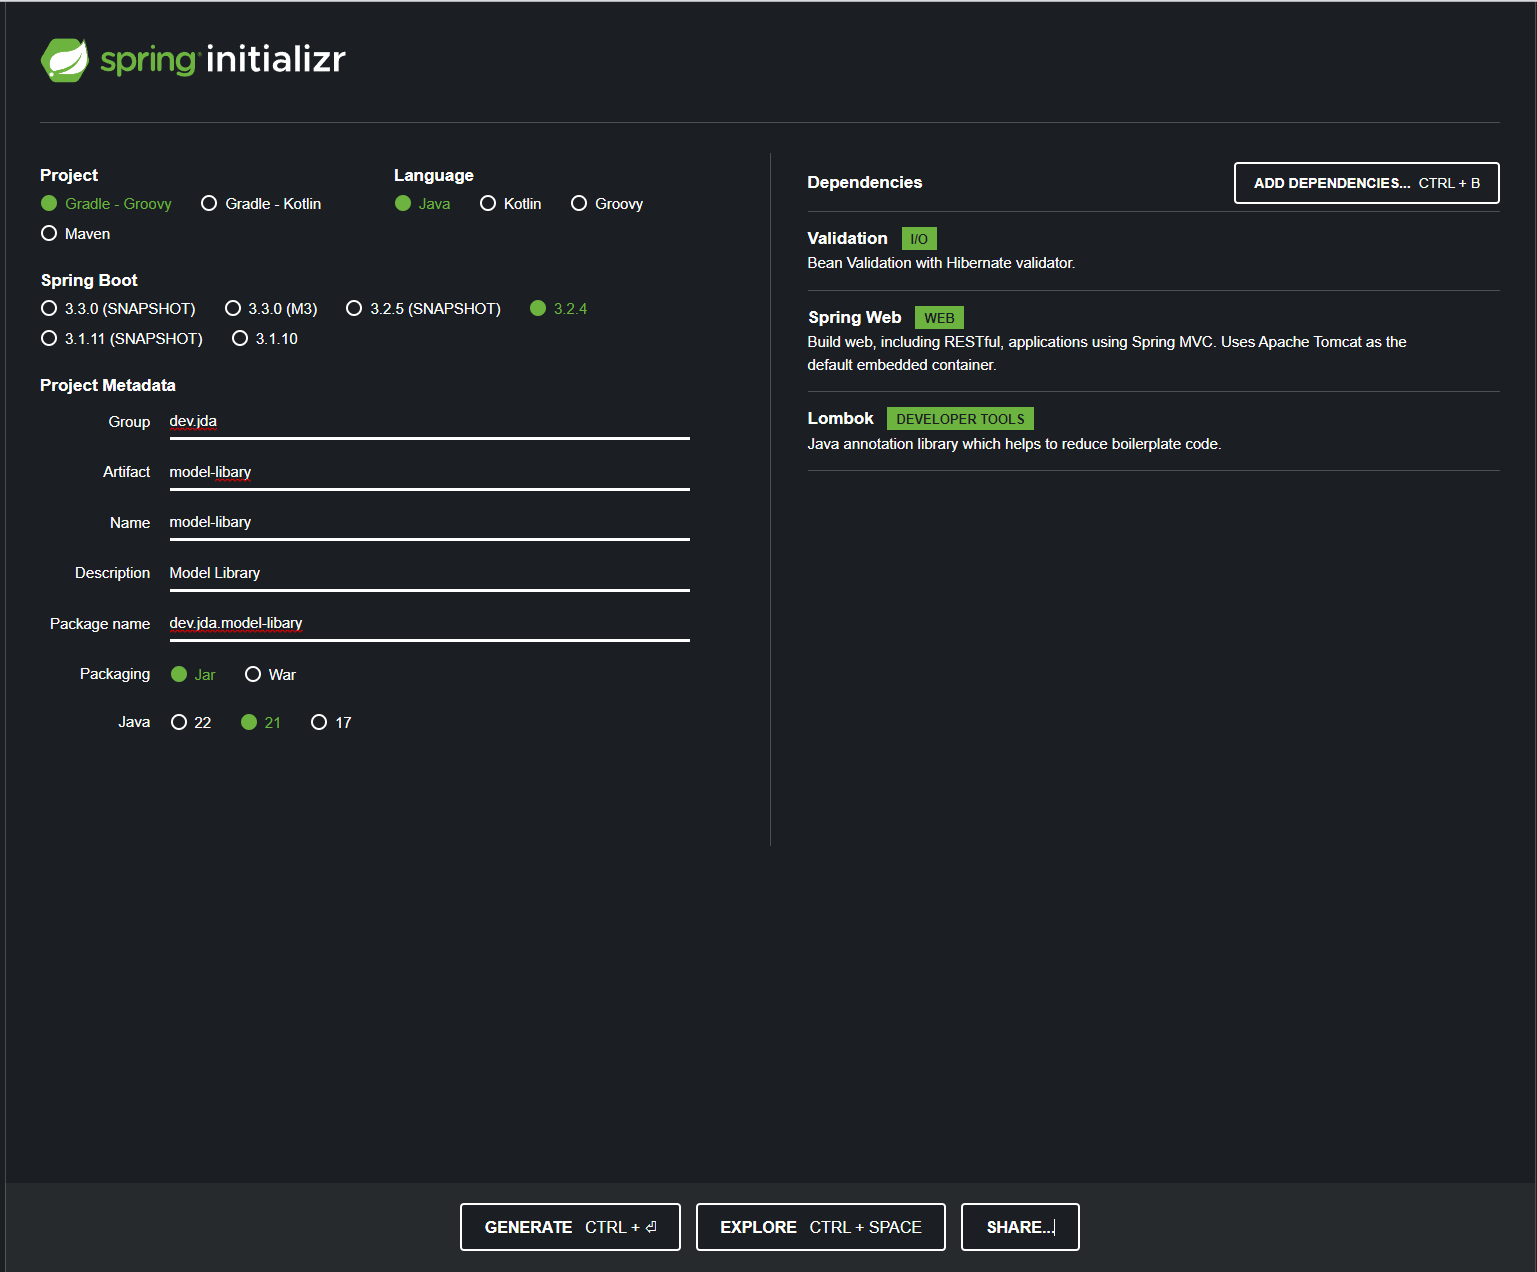 spring initializr
Project
Gradle - Groovy Gradle - Kotlin
Maven
Language
Java Kotlin Groovy
Spring Boot
3.3.0 (SNAPSHOT) 3.3.0 (M3) 3.2.5 (SNAPSHOT) 3.2.4
3.1.11 (SNAPSHOT) 3.1.10
Project Metadata
Group dev.jda
Artifact model-libary
Name model-libary
Description Model Library
Package name dev.jda.model-libary
Packaging Jar War
Java 22 21 17
Dependencies
ADD DEPENDENCIES... CTRL + B
Validation I/O
Bean Validation with Hibernate validator.
Spring Web WEB
Build web, including RESTful, applications using Spring MVC. Uses Apache Tomcat as the
default embedded container.
Lombok DEVELOPER TOOLS
Java annotation library which helps to reduce boilerplate code.
GENERATE CTRL + ⏎ EXPLORE CTRL + SPACE SHARE...